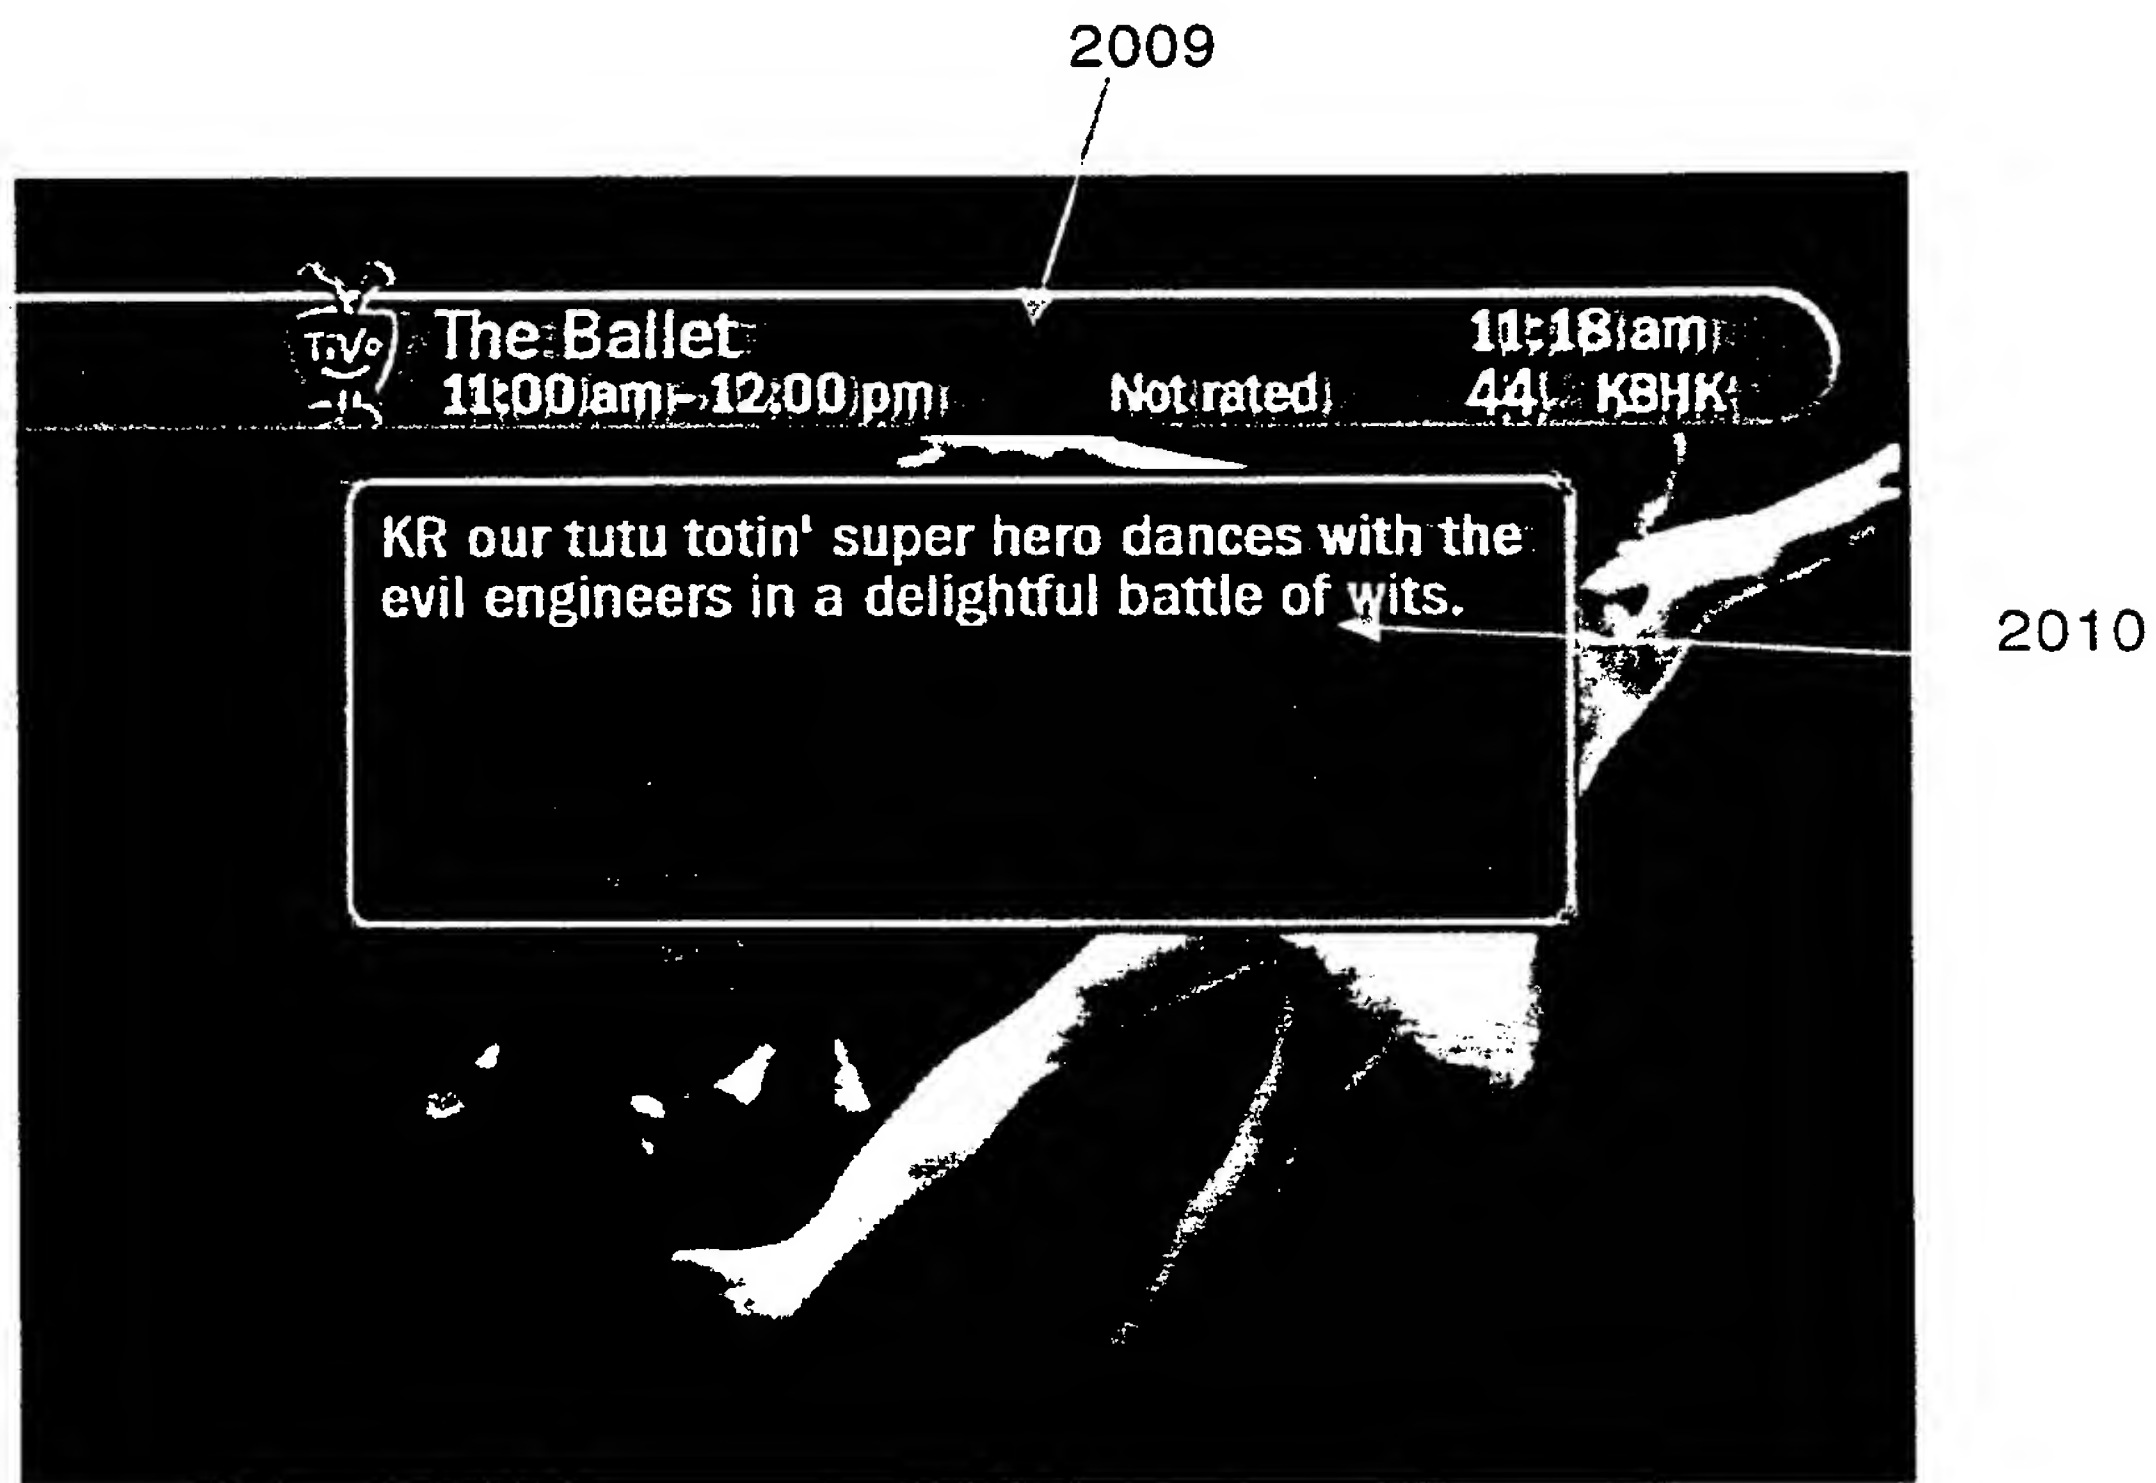 2009
TiVo
The Ballet
11:18 am
11:00 am - 12:00 pm
Not rated
44 K8HK
KR our tutu totin' super hero dances with the
evil engineers in a delightful battle of wits.
2010